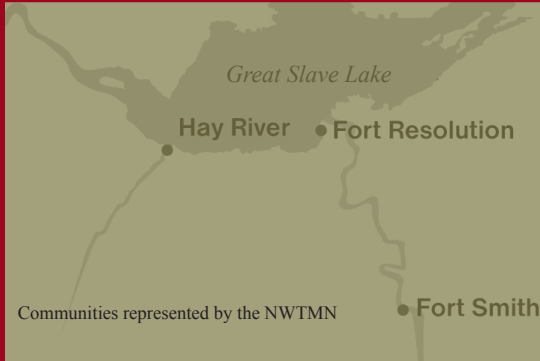 Great Slave Lake
Hay River
Fort Resolution
Communities represented by the NWTMN
Fort Smith